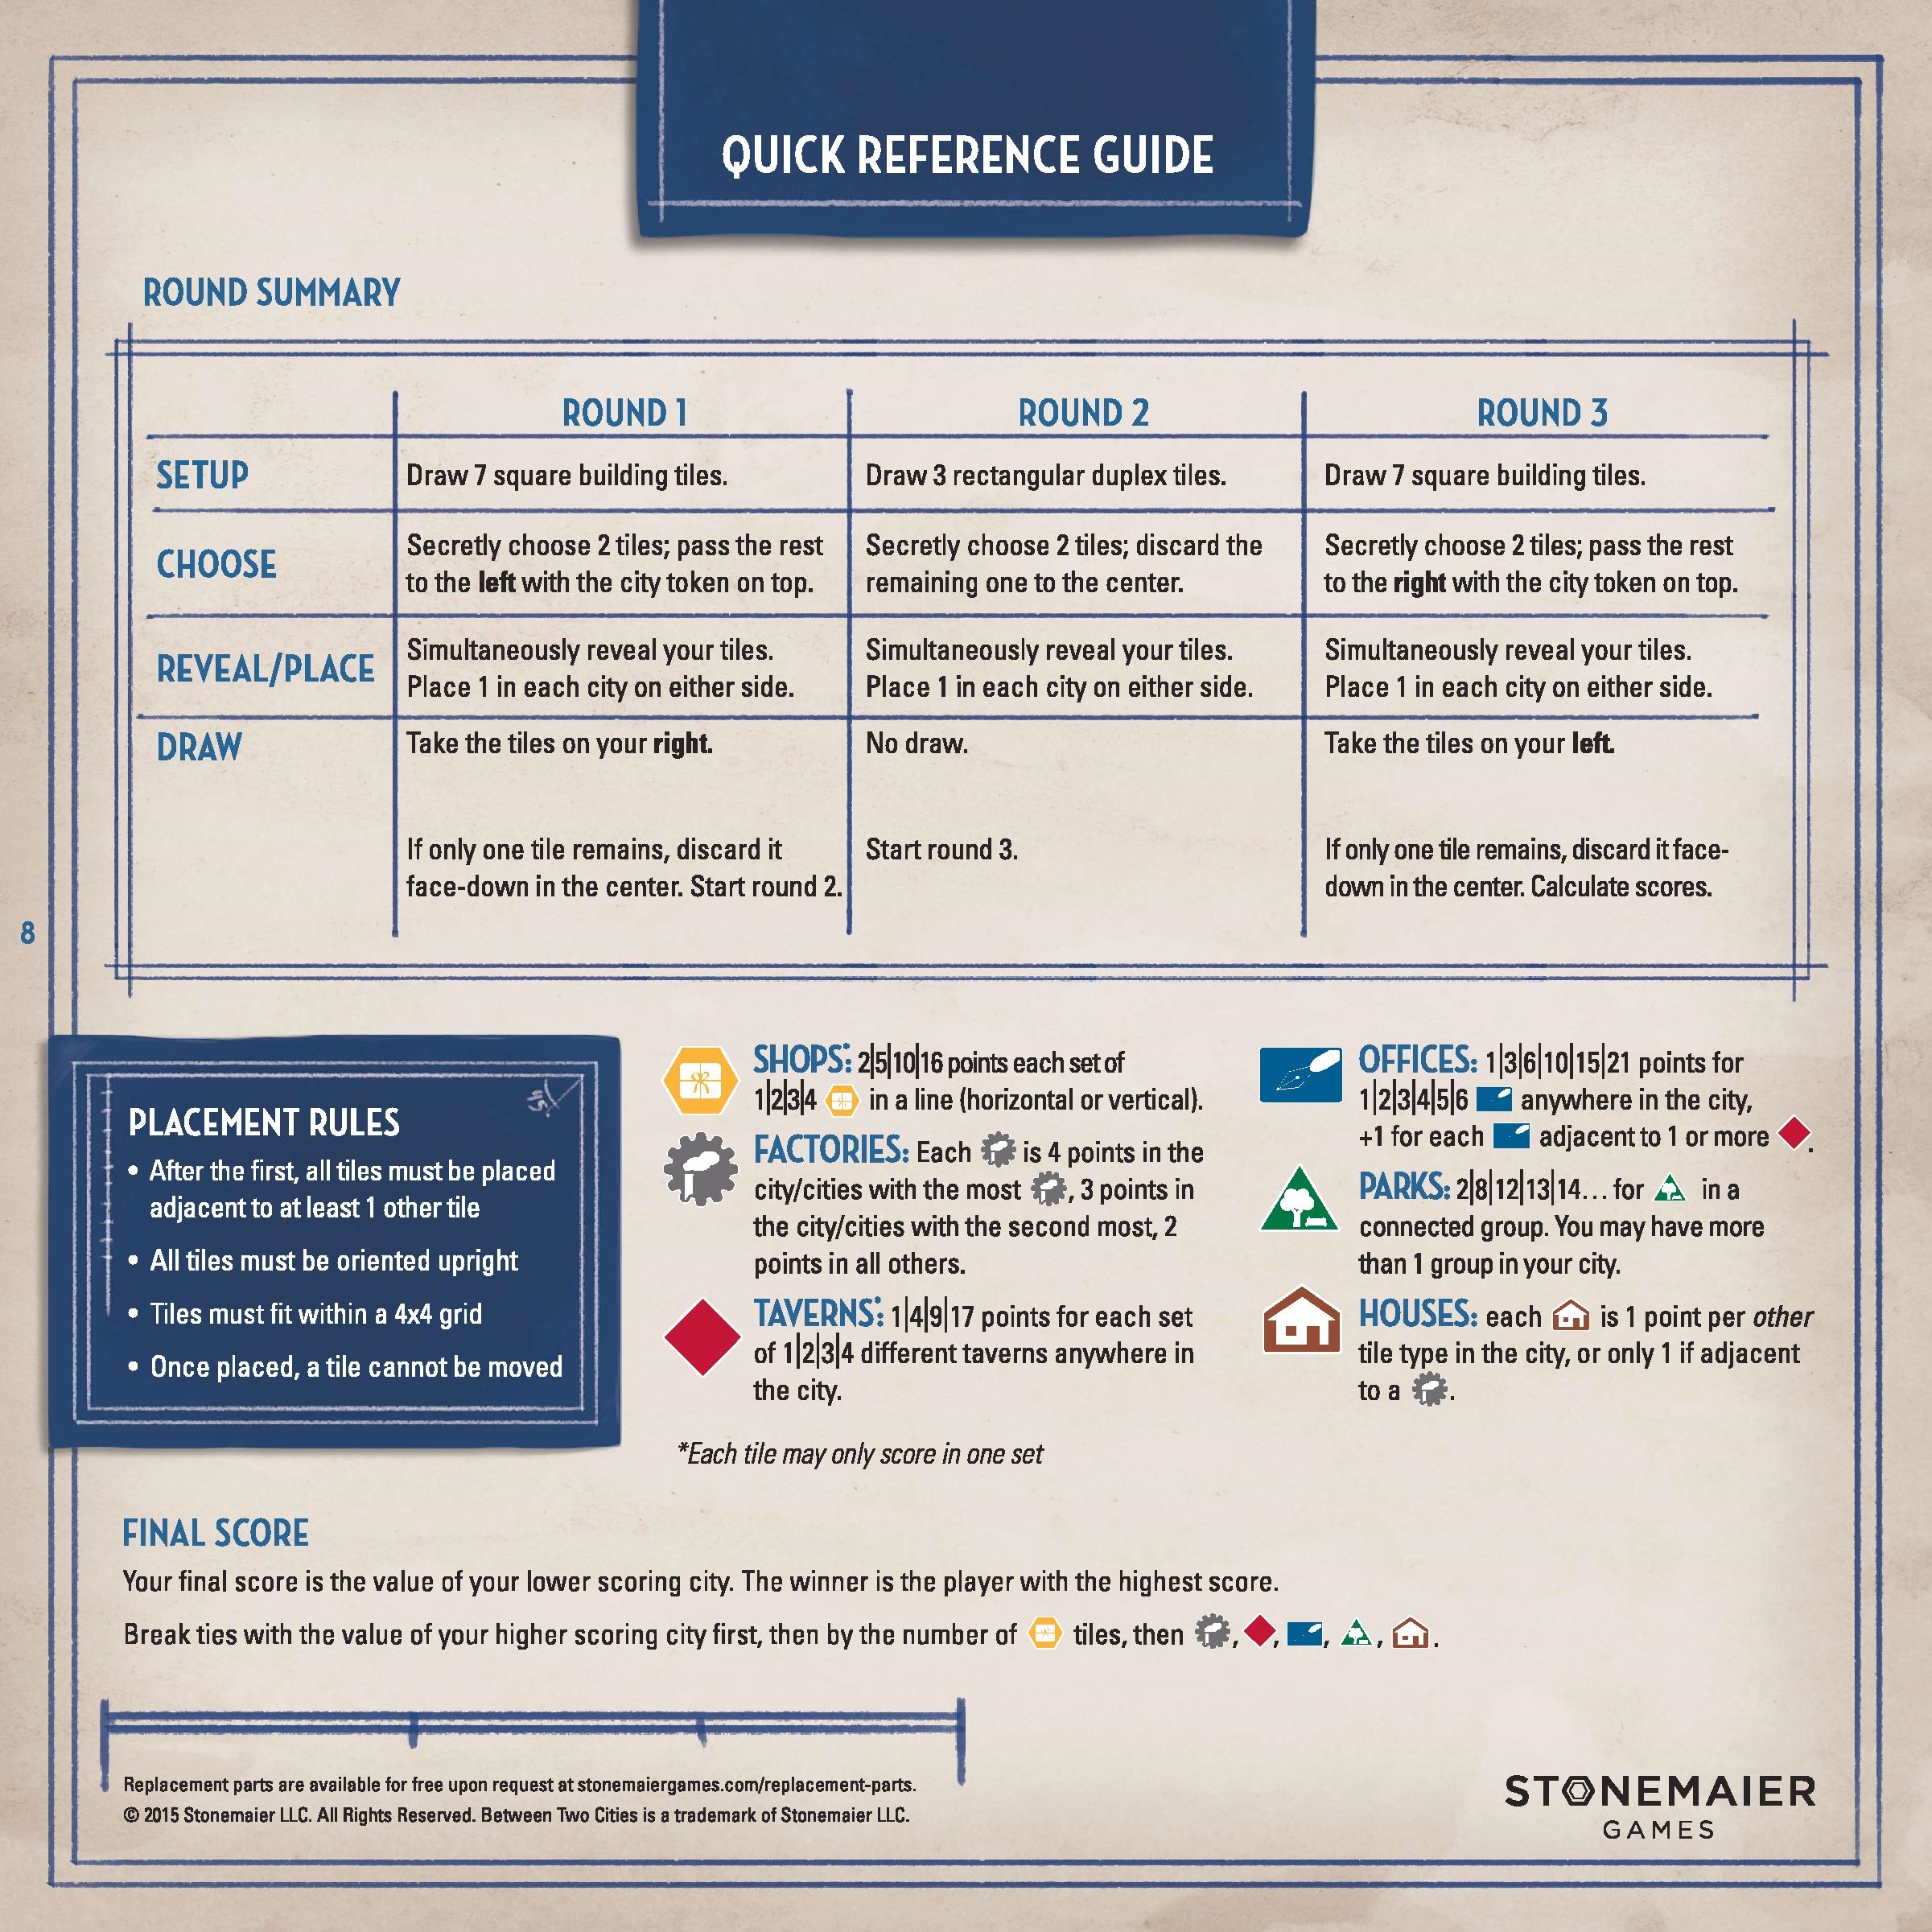 QUICK REFERENCE GUIDE
ROUND SUMMARY
ROUND 1 ROUND 2 ROUND 3
SETUP
Draw 7 square building tiles.
Draw 3 rectangular duplex tiles.
Draw 7 square building tiles.
CHOOSE
Secretly choose 2 tiles; pass the rest
to the left with the city token on top.
Secretly choose 2 tiles; discard the
remaining one to the center.
Secretly choose 2 tiles; pass the rest
to the right with the city token on top.
REVEAL/PLACE
Simultaneously reveal your tiles.
Place 1 in each city on either side.
Simultaneously reveal your tiles.
Place 1 in each city on either side.
Simultaneously reveal your tiles.
Place 1 in each city on either side.
DRAW
Take the tiles on your right.
No draw.
Take the tiles on your left.
If only one tile remains, discard it
face-down in the center. Start round 2.
Start round 3.
If only one tile remains, discard it face-
down in the center. Calculate scores.
8
45°
PLACEMENT RULES
• After the first, all tiles must be placed
adjacent to at least 1 other tile
• All tiles must be oriented upright
• Tiles must fit within a 4x4 grid
• Once placed, a tile cannot be moved
SHOPS*: 2|5|10|16 points each set of
1|2|3|4 in a line (horizontal or vertical).
FACTORIES: Each is 4 points in the
city/cities with the most , 3 points in
the city/cities with the second most, 2
points in all others.
TAVERNS*: 1|4|9|17 points for each set
of 1|2|3|4 different taverns anywhere in
the city.
*Each tile may only score in one set
OFFICES: 1|3|6|10|15|21 points for
1|2|3|4|5|6 anywhere in the city,
+1 for each adjacent to 1 or more .
PARKS: 2|8|12|13|14... for in a
connected group. You may have more
than 1 group in your city.
HOUSES: each is 1 point per other
tile type in the city, or only 1 if adjacent
to a .
FINAL SCORE
Your final score is the value of your lower scoring city. The winner is the player with the highest score.
Break ties with the value of your higher scoring city first, then by the number of tiles, then , , , , .
Replacement parts are available for free upon request at stonemaiergames.com/replacement-parts.
© 2015 Stonemaier LLC. All Rights Reserved. Between Two Cities is a trademark of Stonemaier LLC.
STONEMAIER
GAMES